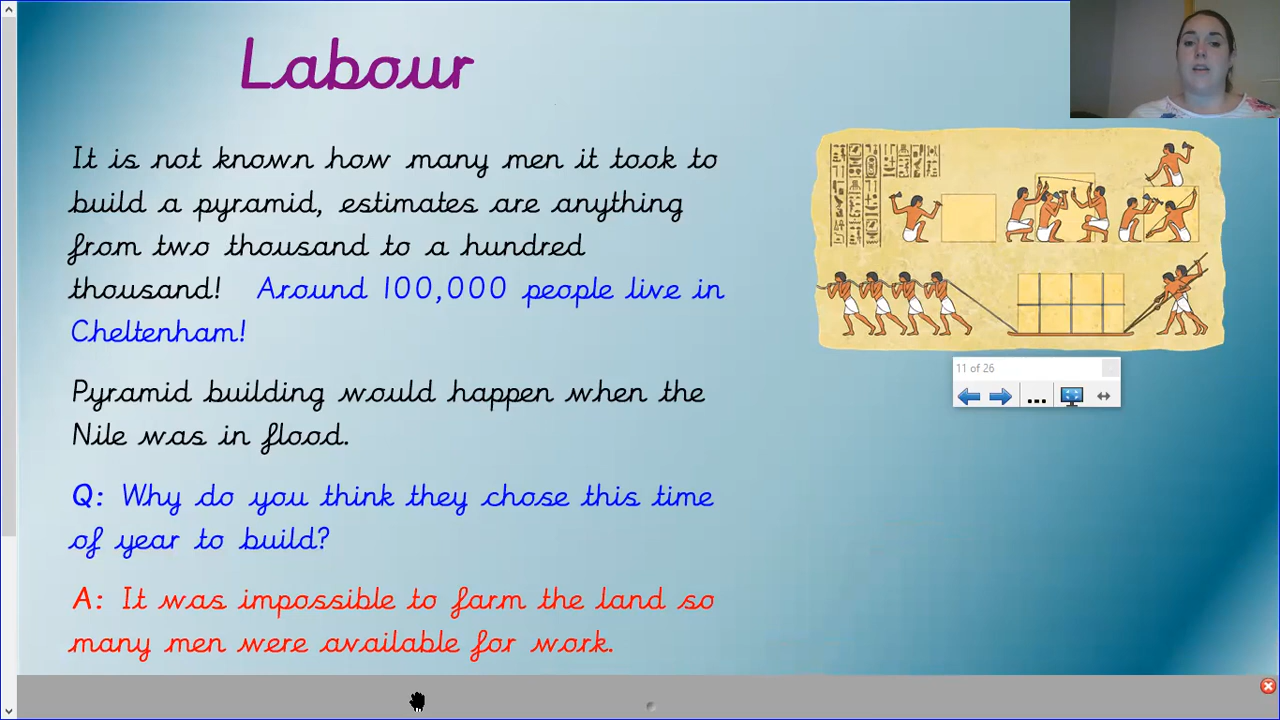 Labour
It is not known how many men it took to
build a pyramid, estimates are anything
from two thousand to a hundred
thousand! Around 100,000 people live in
Cheltenham!
Pyramid building would happen when the
Nile was in flood.
Q: Why do you think they chose this time
of year to build?
A: It was impossible to farm the land so
many men were available for work.
11 of 26
...